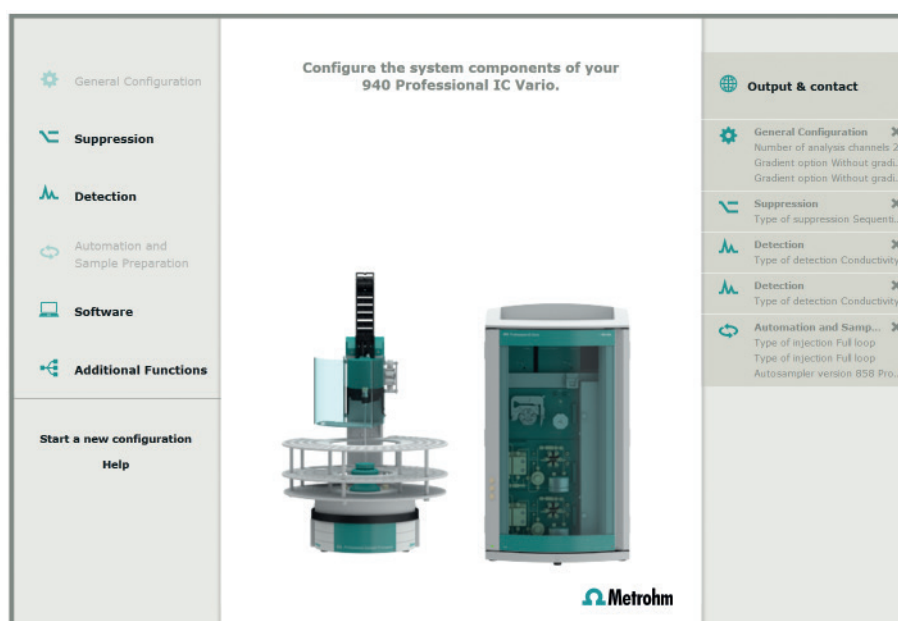 General Configuration
Suppression
Detection
Automation and
Sample Preparation
Software
Additional Functions
Start a new configuration
Help
Configure the system components of your
940 Professional IC Vario.
Metrohm
Output & contact
General Configuration
Number of analysis channels 2
Gradient option Without gradi...
Gradient option Without gradi...
Suppression
Type of suppression Sequenti...
Detection
Type of detection Conductivity
Detection
Type of detection Conductivity
Automation and Samp...
Type of injection Full loop
Type of injection Full loop
Autosampler version 858 Pro...